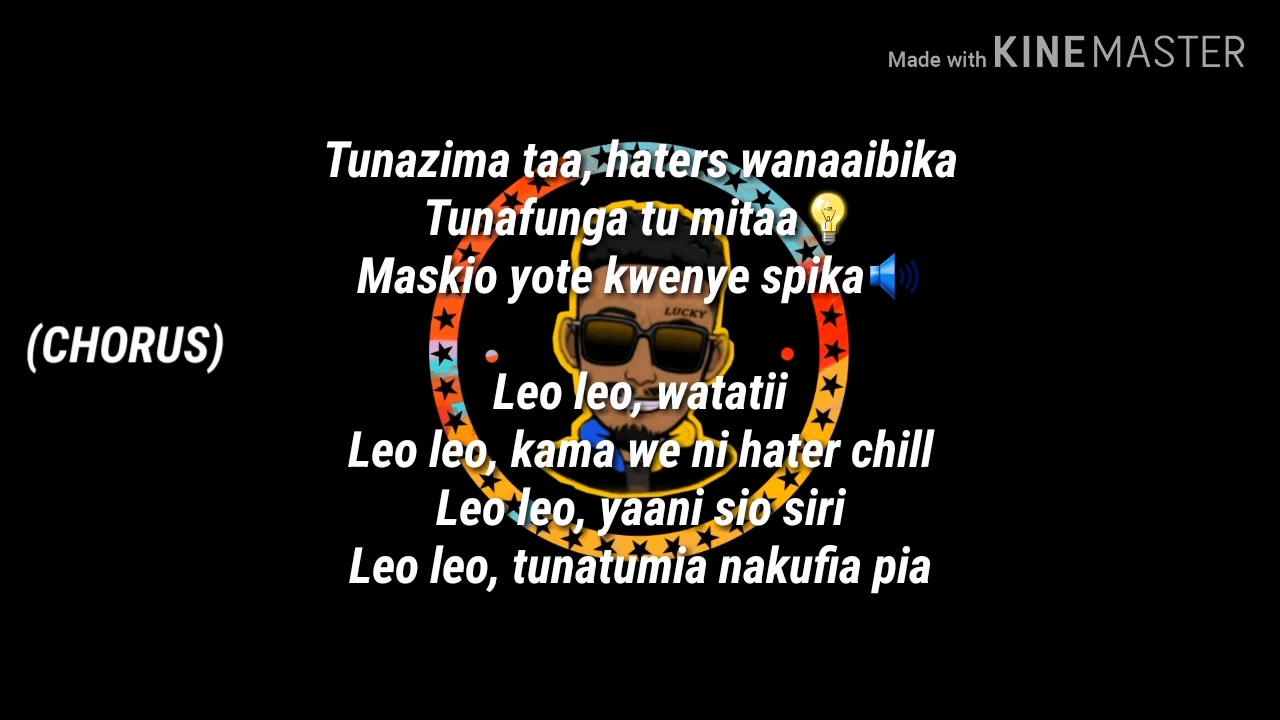 Made with KINEMASTER
Tunazima taa, haters wanaaibika
Tunafunga tu mitaa💡
Maskio yote kwenye spika🔊
LUCKY
(CHORUS)
Leo leo, watatii
Leo leo, kama we ni hater chill
Leo leo, yaani sio siri
Leo leo, tunatumia nakufia pia